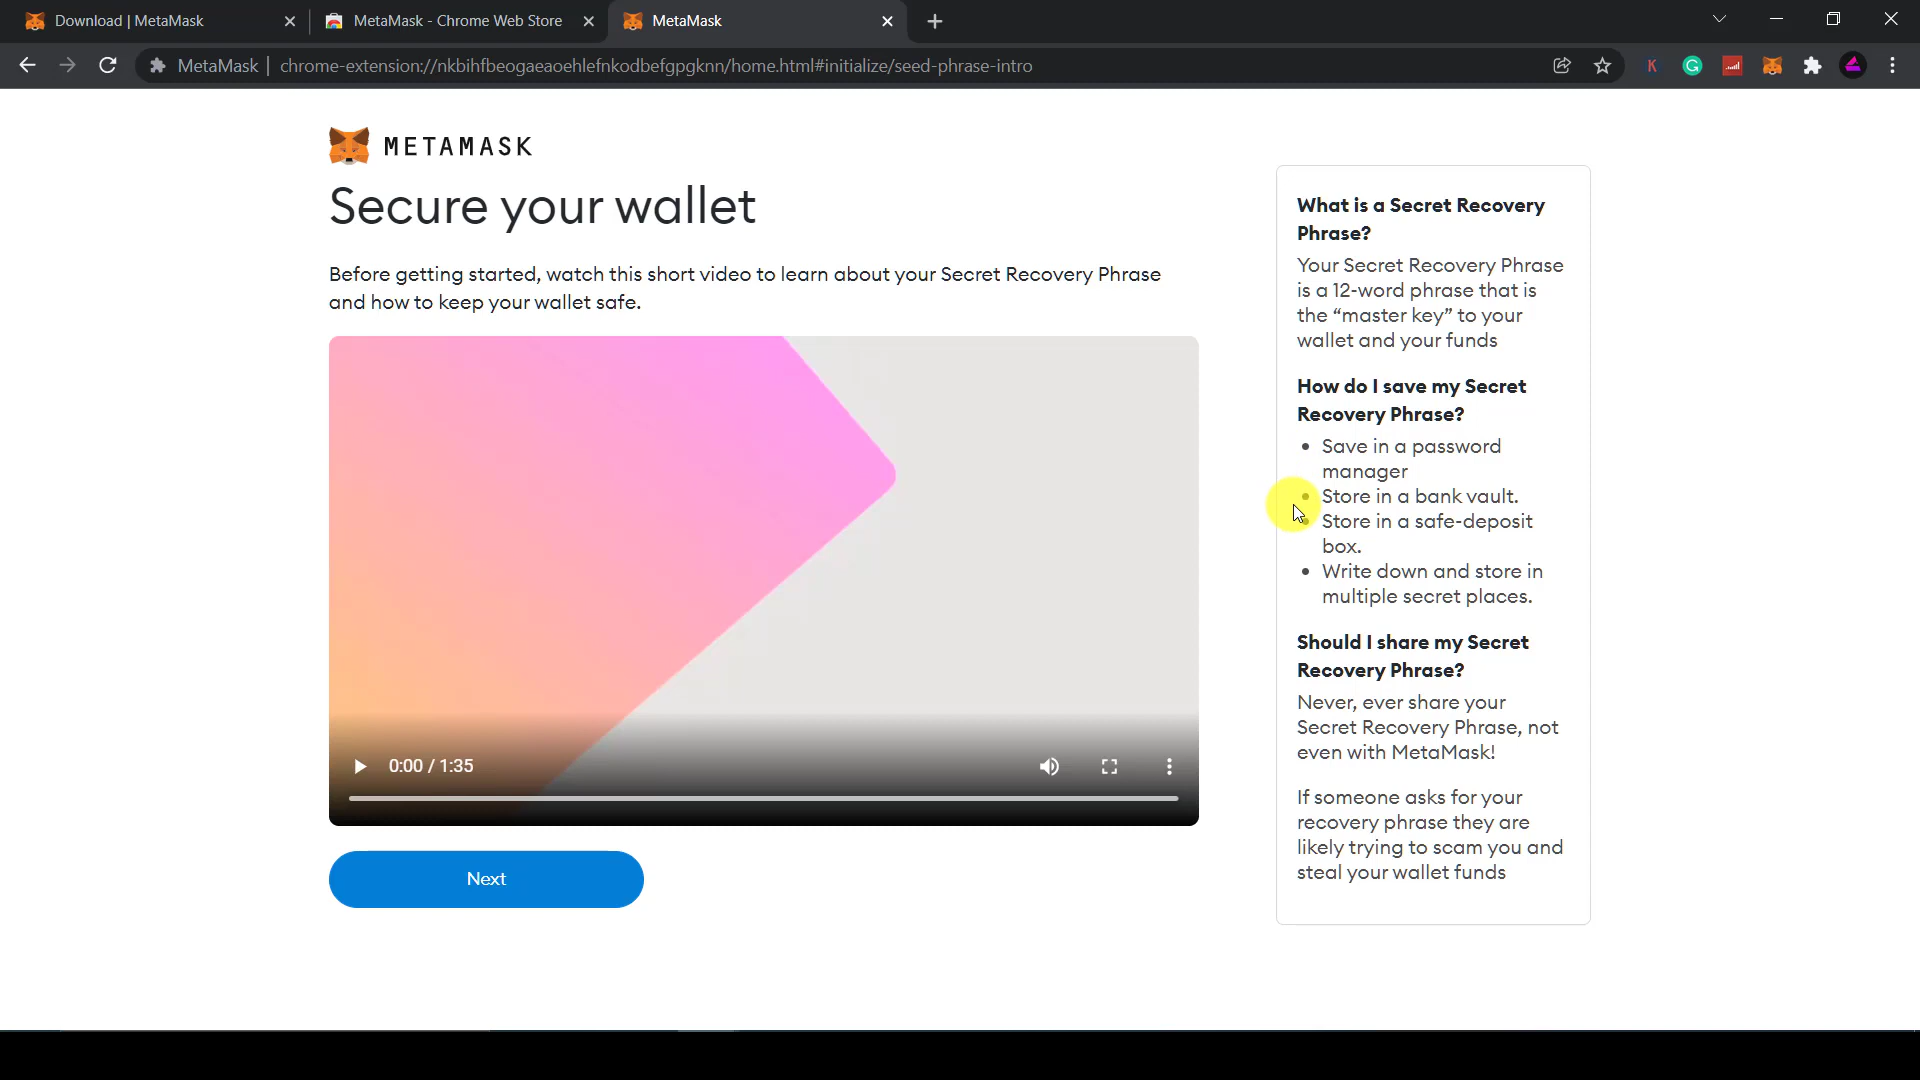 Download | MetaMask
MetaMask - Chrome Web Store
MetaMask
MetaMask | chrome-extension://nkbihfbeogaeaoehlefnkodbefgpgknn/home.html#initialize/seed-phrase-intro
K
G
METAMASK
Secure your wallet
Before getting started, watch this short video to learn about your Secret Recovery Phrase
and how to keep your wallet safe.
0:00 / 1:35
Next
What is a Secret Recovery
Phrase?
Your Secret Recovery Phrase
is a 12-word phrase that is
the “master key” to your
wallet and your funds
How do I save my Secret
Recovery Phrase?
• Save in a password
manager
• Store in a bank vault.
• Store in a safe-deposit
box.
• Write down and store in
multiple secret places.
Should I share my Secret
Recovery Phrase?
Never, ever share your
Secret Recovery Phrase, not
even with MetaMask!
If someone asks for your
recovery phrase they are
likely trying to scam you and
steal your wallet funds